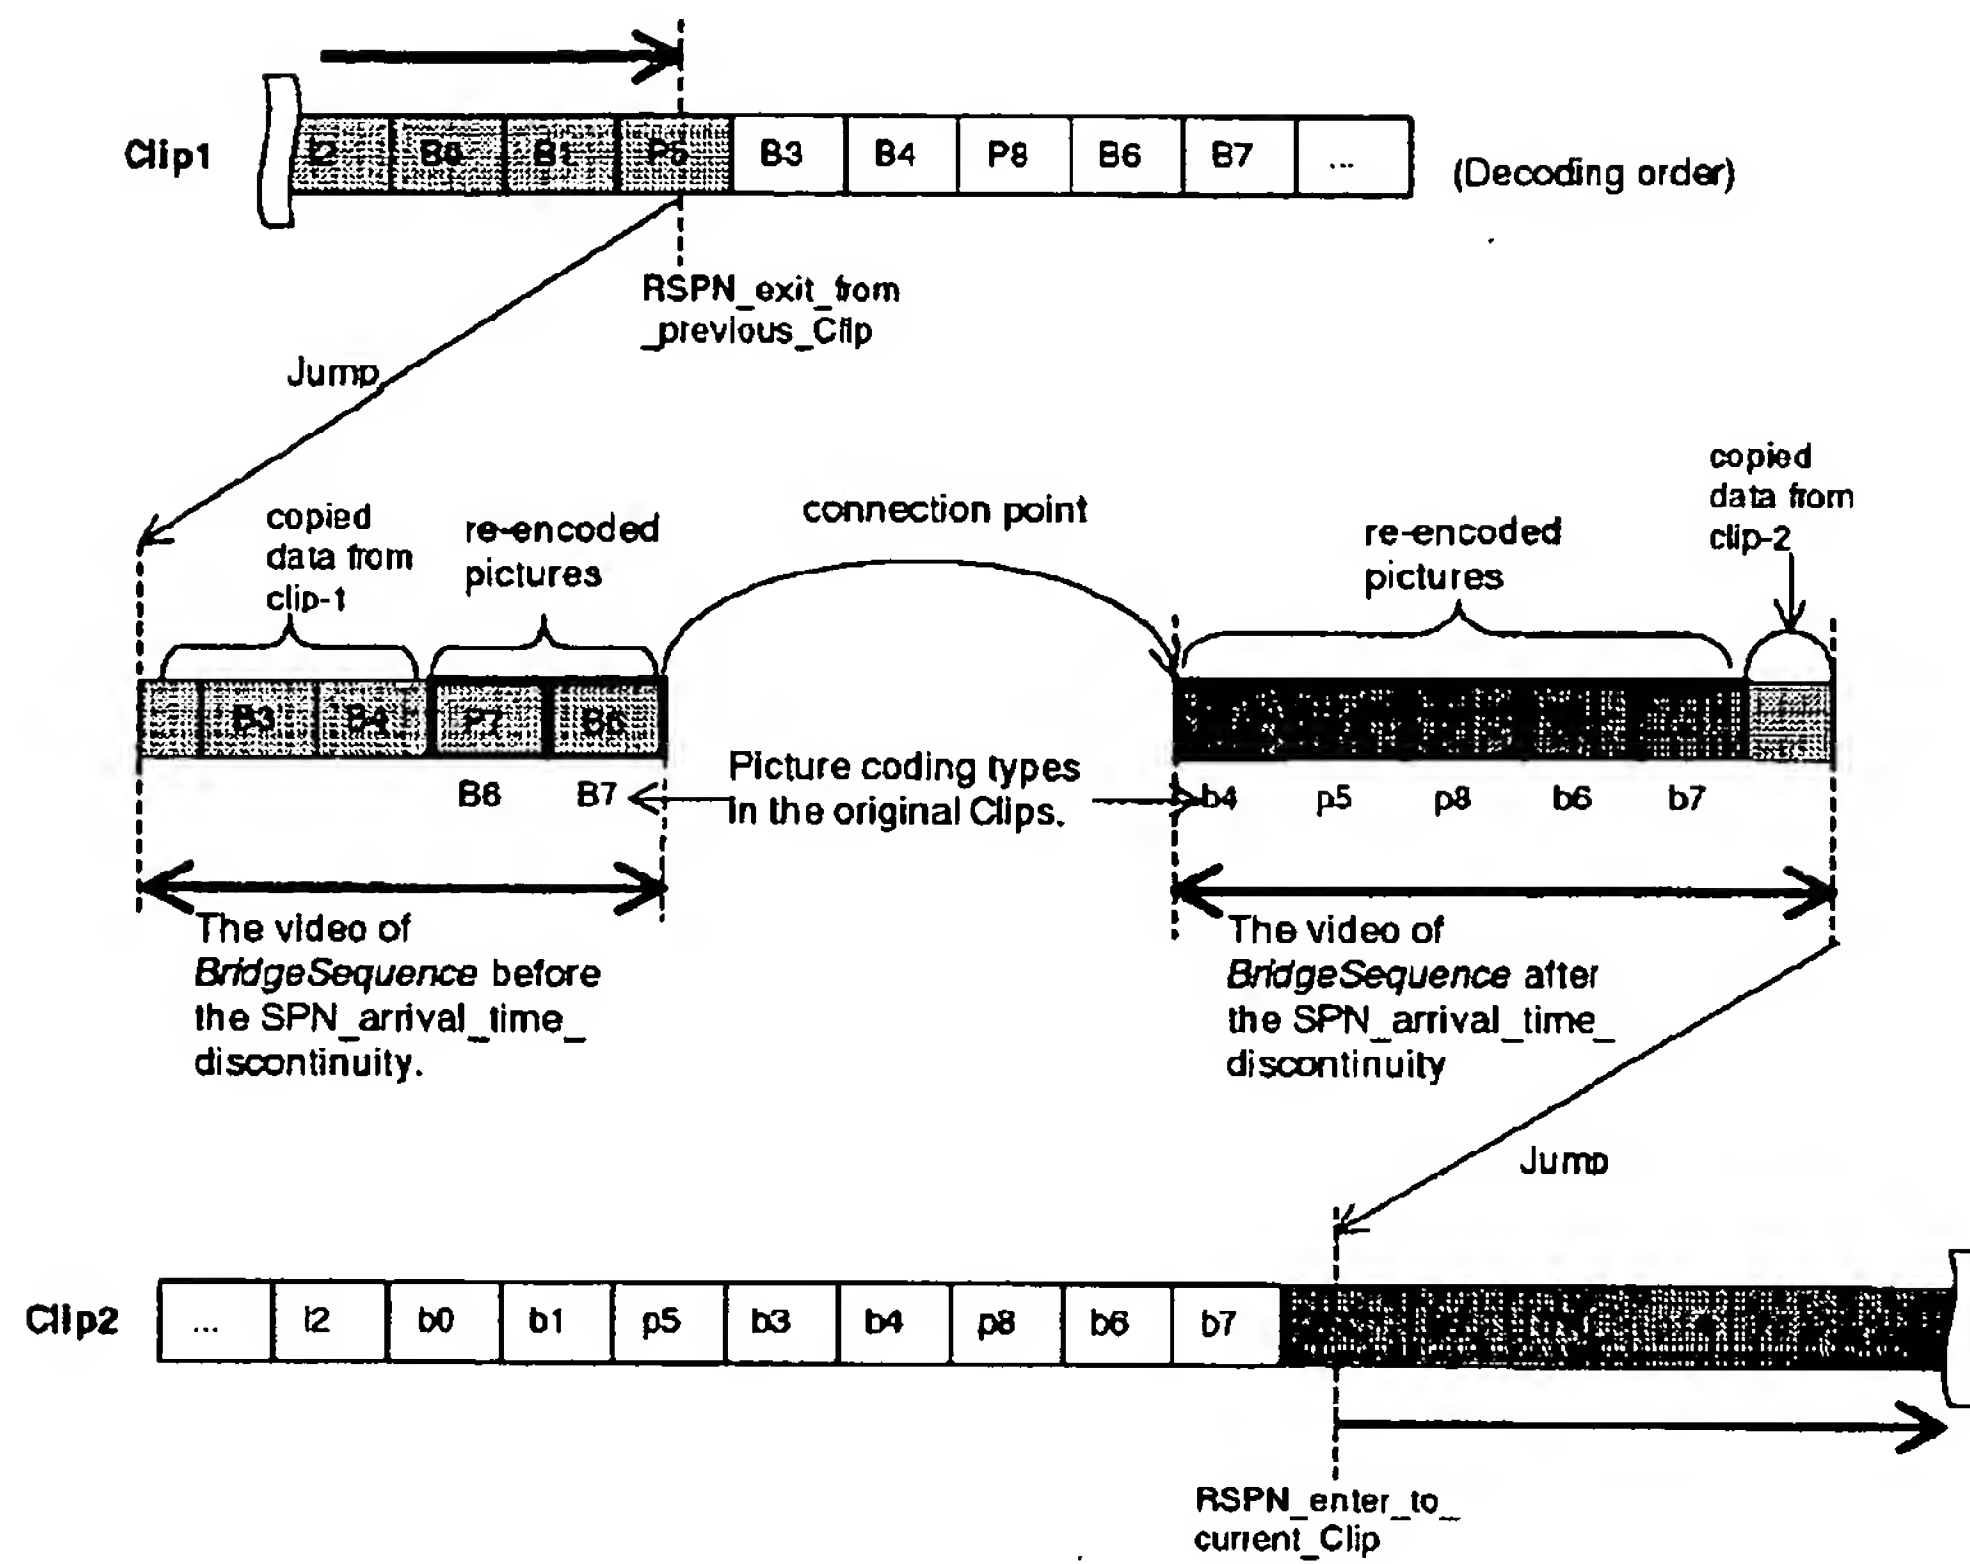 Clip1
I2 B0 B1 P5 B3 B4 P8 B6 B7 ...
(Decoding order)
RSPN_exit_from
_previous_Clip
Jump
copied
data from
clip-1
re-encoded
pictures
connection point
re-encoded
pictures
copied
data from
clip-2
B3 B4 P7 B6
B6 B7
Picture coding types
in the original Clips.
b4 p5 p8 b6 b7
The video of
BridgeSequence before
the SPN_arrival_time_
discontinuity.
The video of
BridgeSequence after
the SPN_arrival_time_
discontinuity
Jump
Clip2
... I2 b0 b1 p5 b3 b4 p8 b6 b7
RSPN_enter_to_
current_Clip